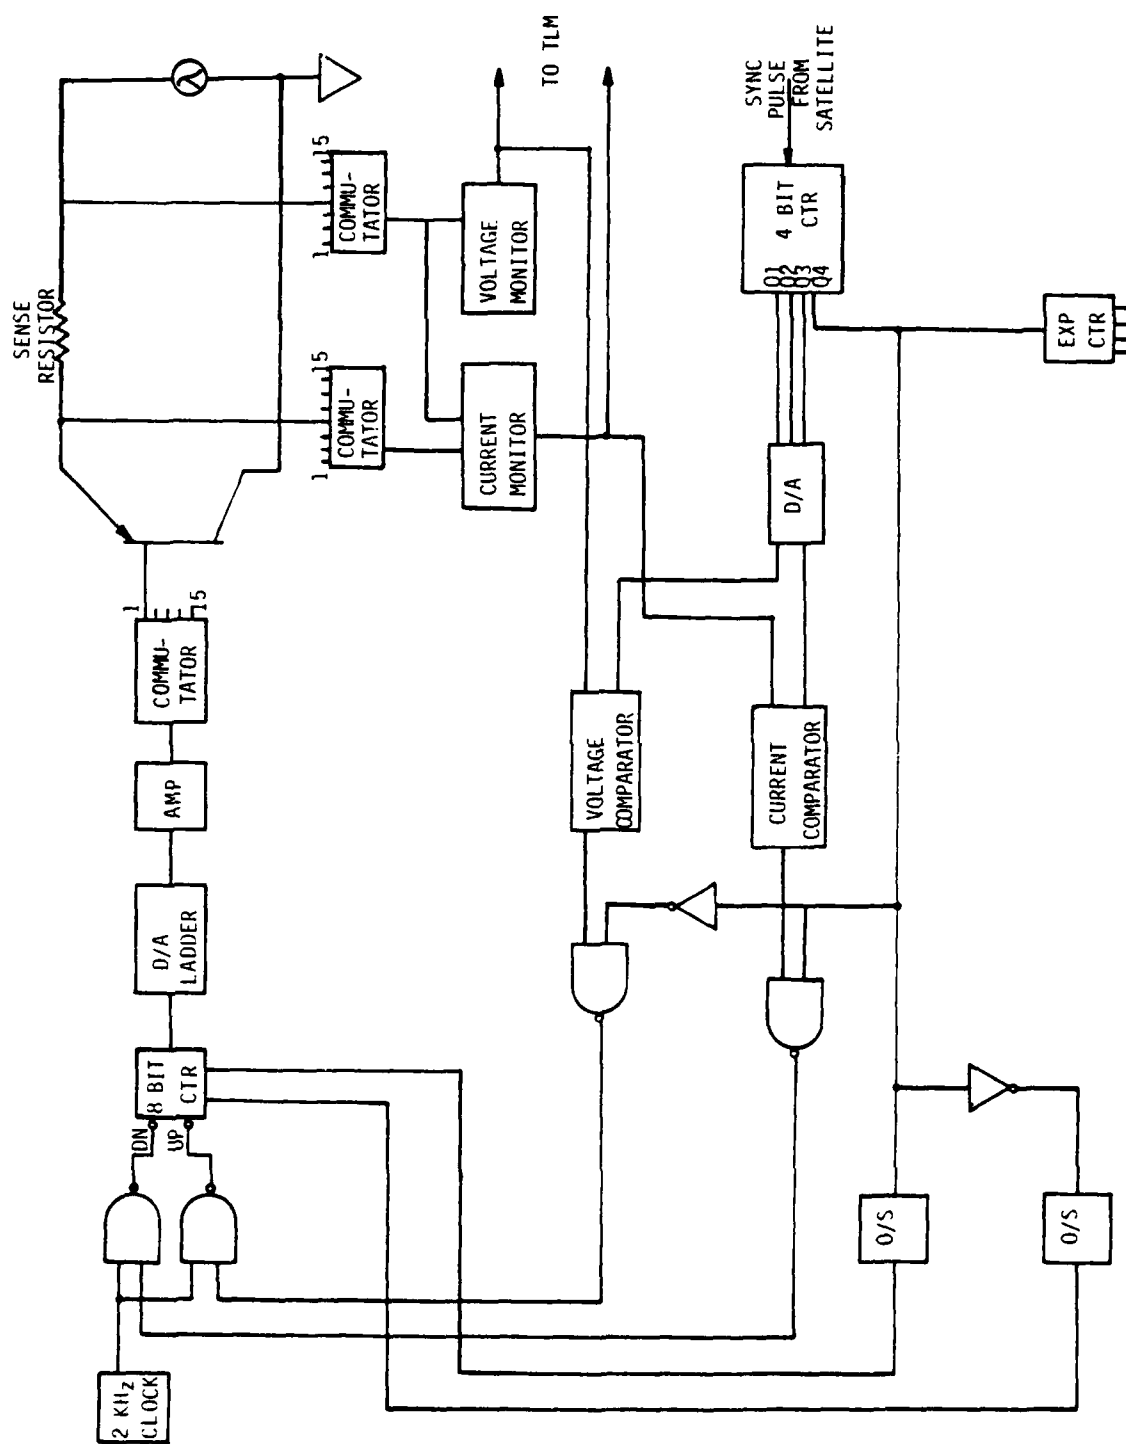 SENSE
RESISTOR
2 KHz
CLOCK
DN
UP
8 BIT
CTR
D/A
LADDER
AMP
COMMU-
TATOR
1
15
1
15
COMMU-
TATOR
1
15
COMMU-
TATOR
CURRENT
MONITOR
VOLTAGE
MONITOR
TO TLM
VOLTAGE
COMPARATOR
CURRENT
COMPARATOR
D/A
Q1
Q2
Q3
Q4
4 BIT
CTR
SYNC
PULSE
FROM
SATELLITE
O/S
O/S
EXP
CTR